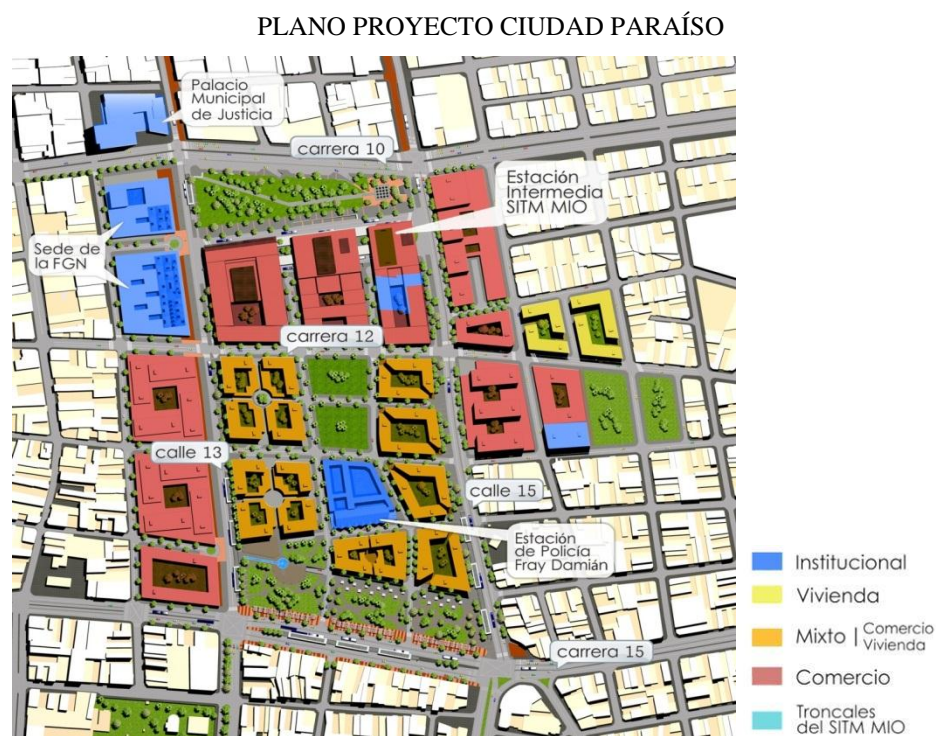 PLANO PROYECTO CIUDAD PARAÍSO
Palacio
Municipal
de Justicia
carrera 10
Estación
Intermedia
SITM MIO
Sede de
la FGN
carrera 12
calle 13
calle 15
Estación
de Policía
Fray Damián
carrera 15
Institucional
Vivienda
Mixto | Comercio
Vivienda
Comercio
Troncales
del SITM MIO